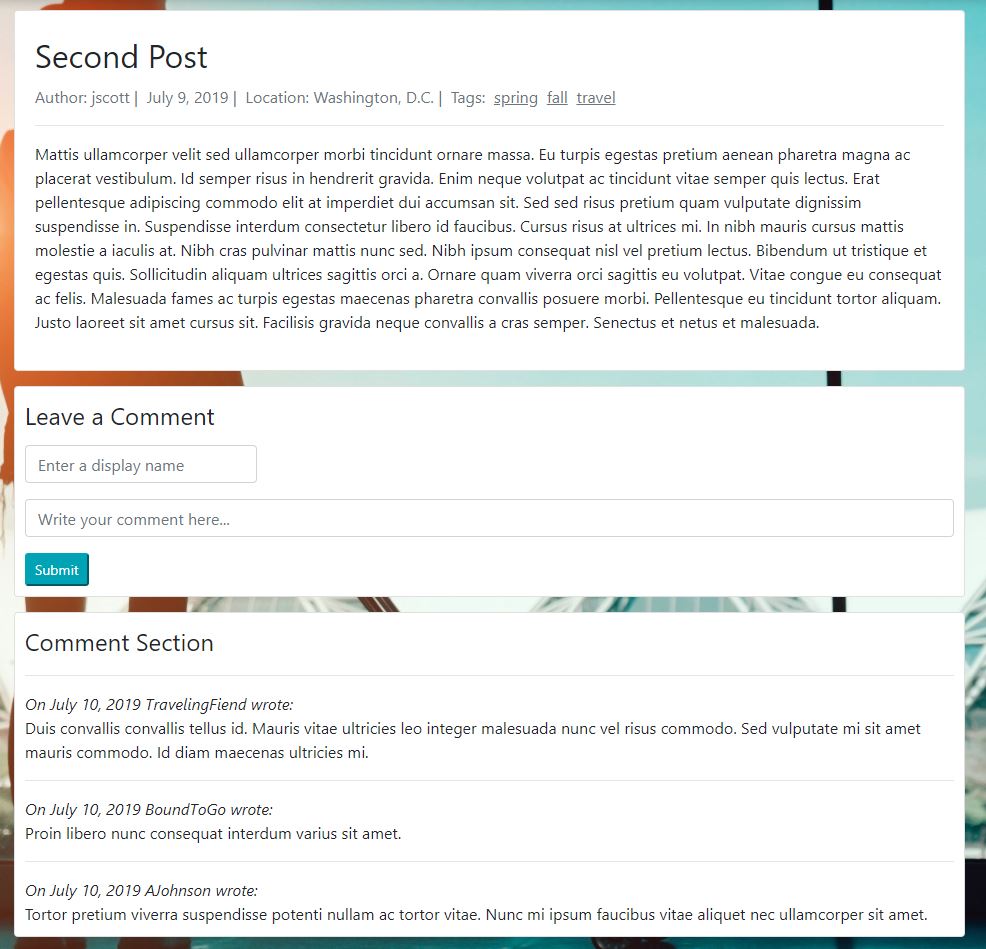 Second Post
Author: jscott | July 9, 2019 | Location: Washington, D.C. | Tags: spring fall travel
Mattis ullamcorper velit sed ullamcorper morbi tincidunt ornare massa. Eu turpis egestas pretium aenean pharetra magna ac
placerat vestibulum. Id semper risus in hendrerit gravida. Enim neque volutpat ac tincidunt vitae semper quis lectus. Erat
pellentesque adipiscing commodo elit at imperdiet dui accumsan sit. Sed sed risus pretium quam vulputate dignissim
suspendisse in. Suspendisse interdum consectetur libero id faucibus. Cursus risus at ultrices mi. In nibh mauris cursus mattis
molestie a iaculis at. Nibh cras pulvinar mattis nunc sed. Nibh ipsum consequat nisl vel pretium lectus. Bibendum ut tristique et
egestas quis. Sollicitudin aliquam ultrices sagittis orci a. Ornare quam viverra orci sagittis eu volutpat. Vitae congue eu consequat
ac felis. Malesuada fames ac turpis egestas maecenas pharetra convallis posuere morbi. Pellentesque eu tincidunt tortor aliquam.
Justo laoreet sit amet cursus sit. Facilisis gravida neque convallis a cras semper. Senectus et netus et malesuada.
Leave a Comment
Enter a display name
Write your comment here...
Submit
Comment Section
On July 10, 2019 TravelingFiend wrote:
Duis convallis convallis tellus id. Mauris vitae ultricies leo integer malesuada nunc vel risus commodo. Sed vulputate mi sit amet
mauris commodo. Id diam maecenas ultricies mi.
On July 10, 2019 BoundToGo wrote:
Proin libero nunc consequat interdum varius sit amet.
On July 10, 2019 AJohnson wrote:
Tortor pretium viverra suspendisse potenti nullam ac tortor vitae. Nunc mi ipsum faucibus vitae aliquet nec ullamcorper sit amet.